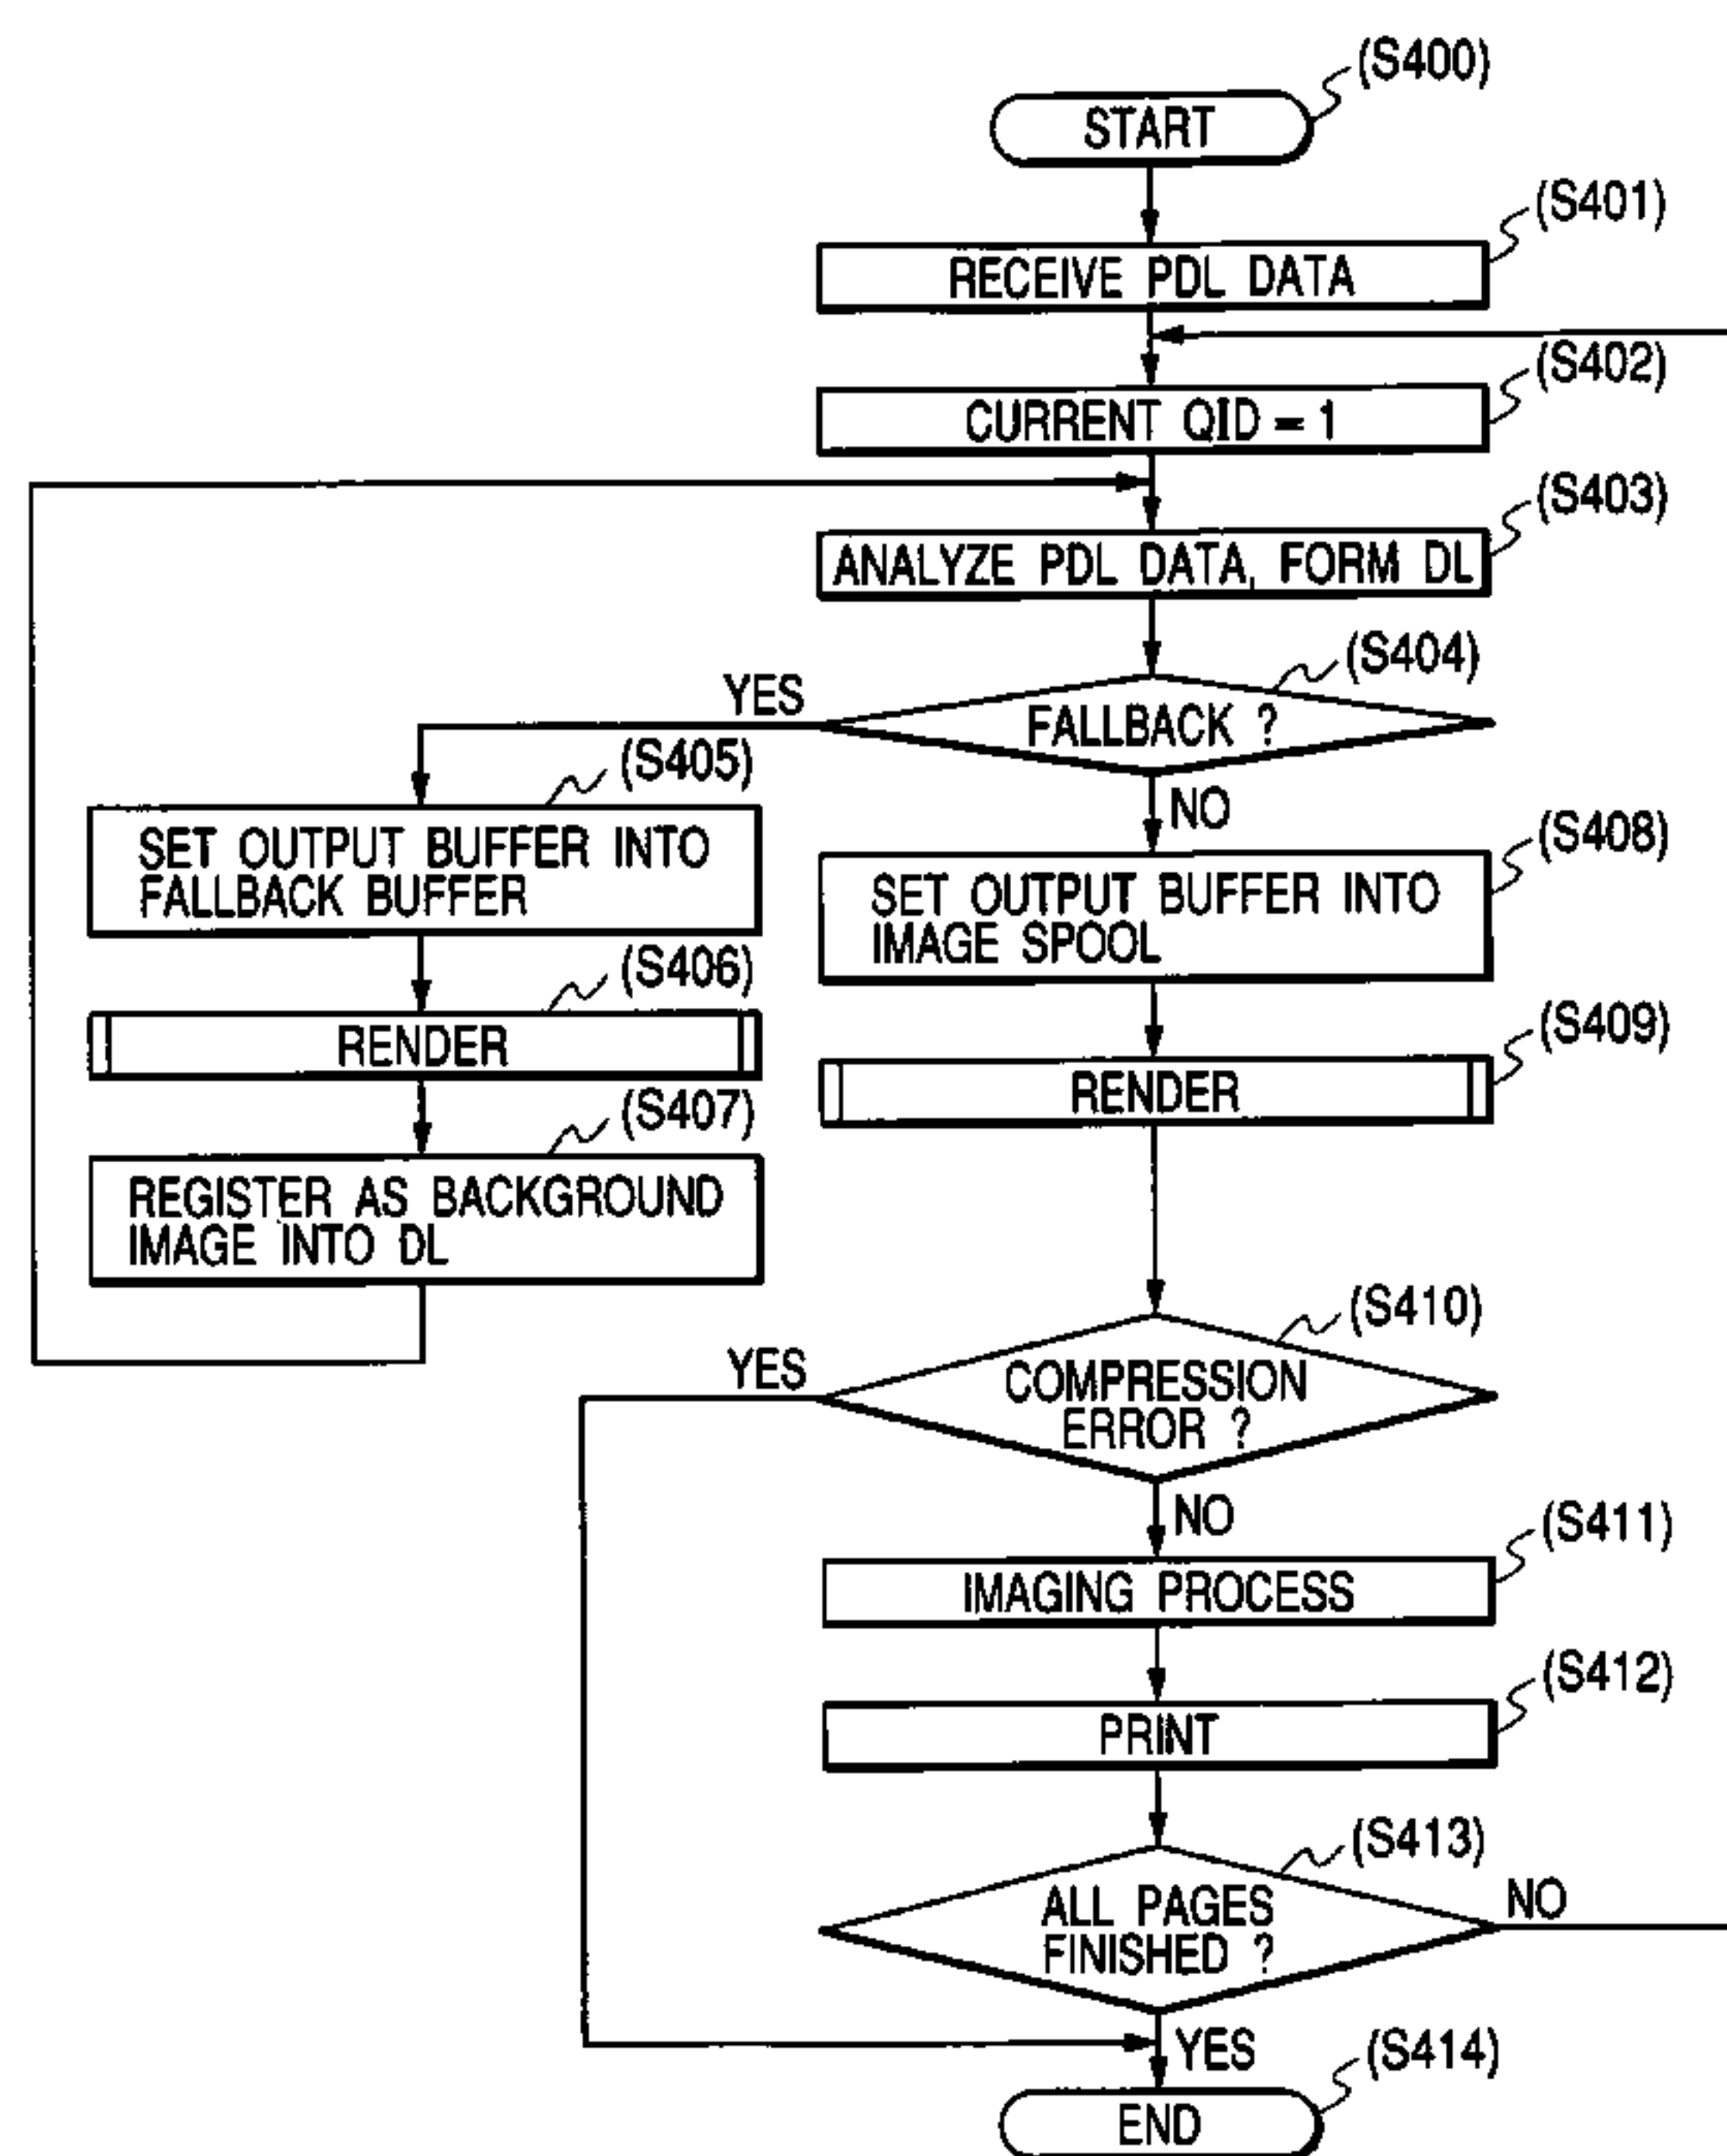 (S400)
START
(S401)
RECEIVE PDL DATA
(S402)
CURRENT QID = 1
(S403)
ANALYZE PDL DATA, FORM DL
(S404)
FALLBACK ?
YES
NO
(S405)
SET OUTPUT BUFFER INTO
FALLBACK BUFFER
(S406)
RENDER
(S407)
REGISTER AS BACKGROUND
IMAGE INTO DL
(S408)
SET OUTPUT BUFFER INTO
IMAGE SPOOL
(S409)
RENDER
(S410)
COMPRESSION
ERROR ?
YES
NO
(S411)
IMAGING PROCESS
(S412)
PRINT
(S413)
ALL PAGES
FINISHED ?
NO
YES
(S414)
END